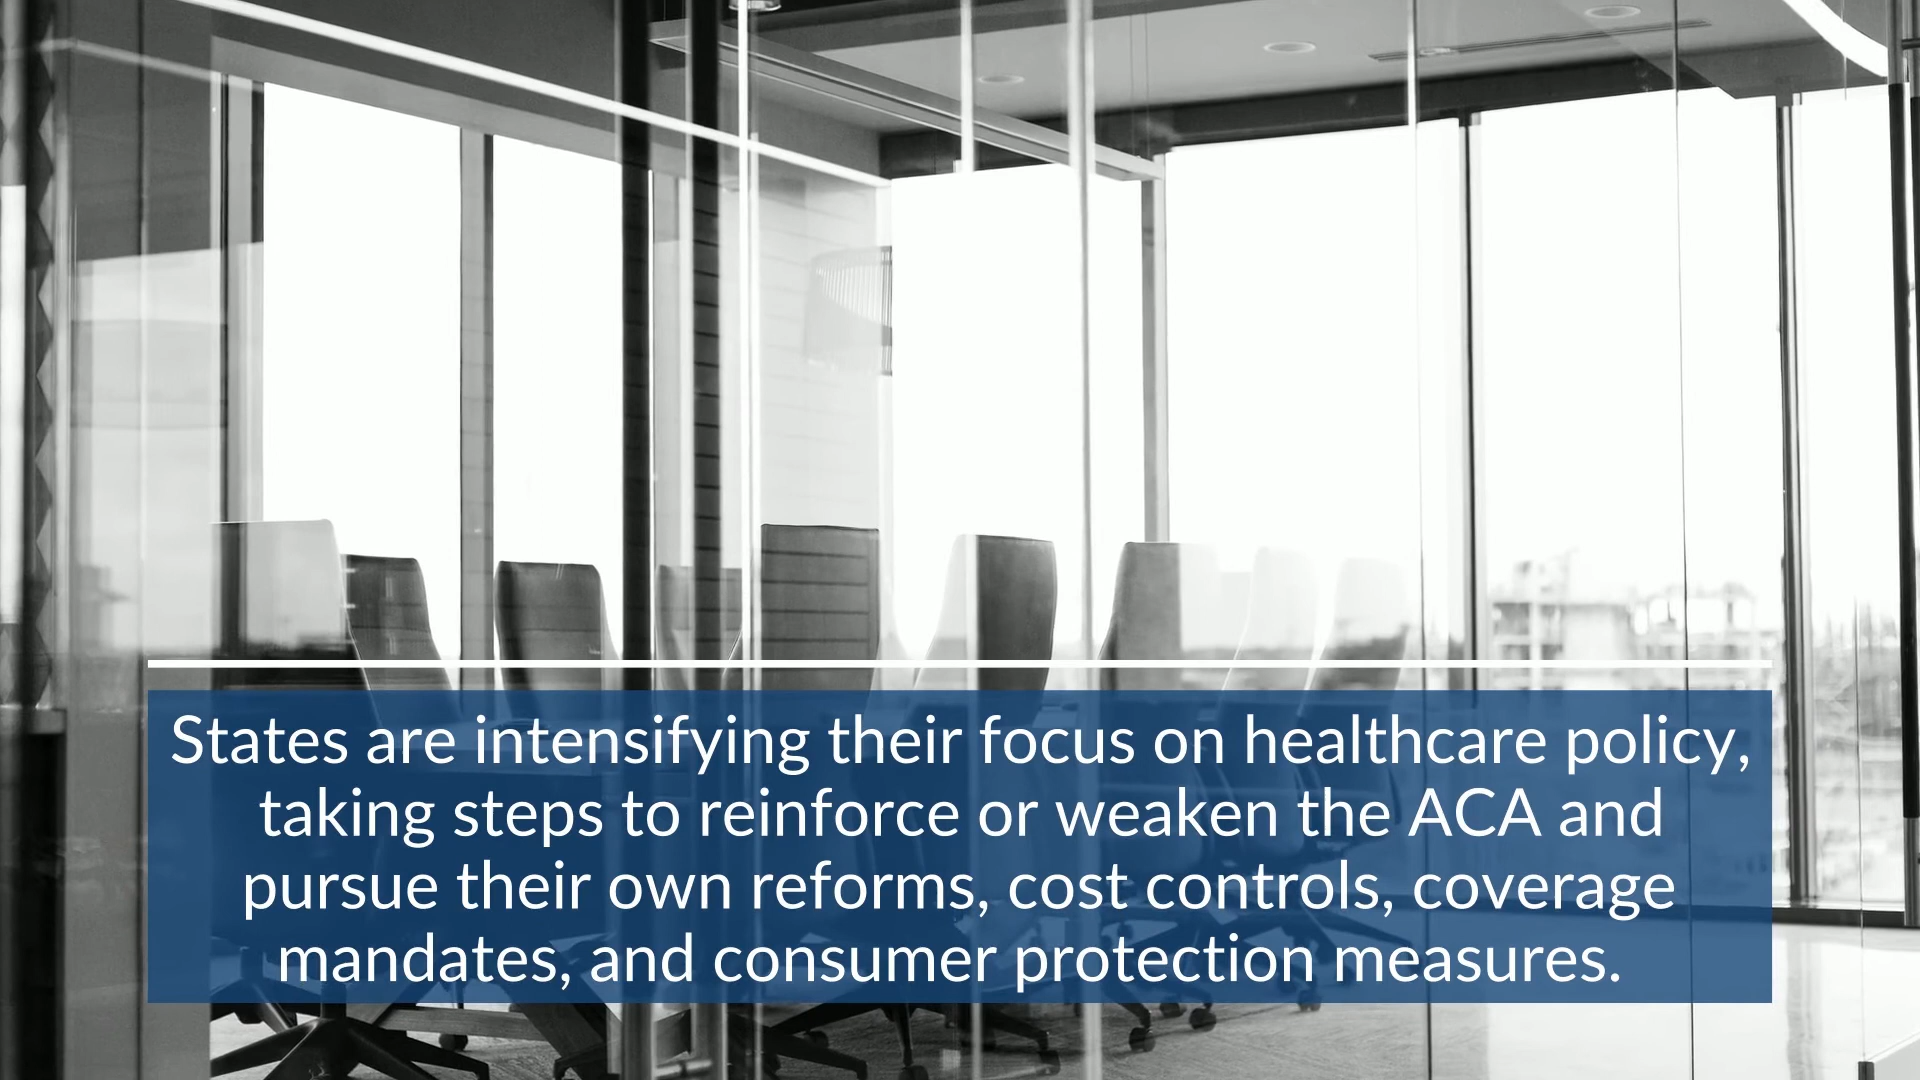 States are intensifying their focus on healthcare policy,
taking steps to reinforce or weaken the ACA and
pursue their own reforms, cost controls, coverage
mandates, and consumer protection measures.